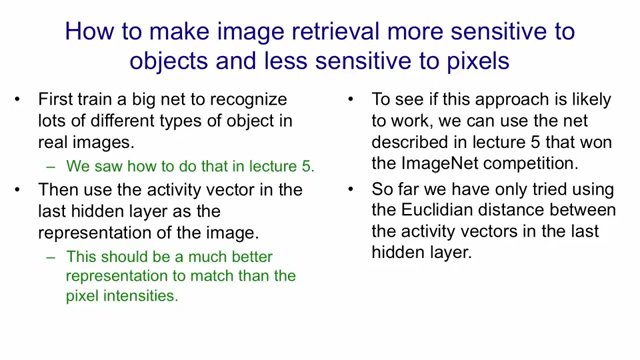 How to make image retrieval more sensitive to
objects and less sensitive to pixels
• First train a big net to recognize
lots of different types of object in
real images.
– We saw how to do that in lecture 5.
• Then use the activity vector in the
last hidden layer as the
representation of the image.
– This should be a much better
representation to match than the
pixel intensities.
• To see if this approach is likely
to work, we can use the net
described in lecture 5 that won
the ImageNet competition.
• So far we have only tried using
the Euclidian distance between
the activity vectors in the last
hidden layer.